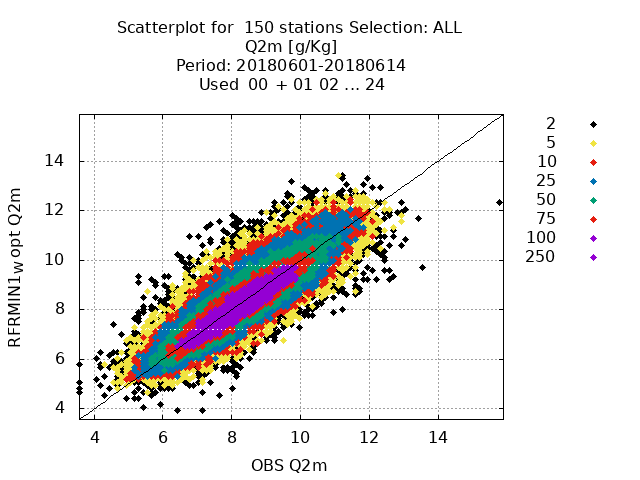 Scatterplot for  150 stations Selection: ALL
Q2m [g/Kg]
Period: 20180601-20180614
Used  00 + 01 02 ... 24
2
5
10
25
50
75
100
250
14
12
10
8
6
4
RFRMIN1w opt Q2m
4 6 8 10 12 14
OBS Q2m